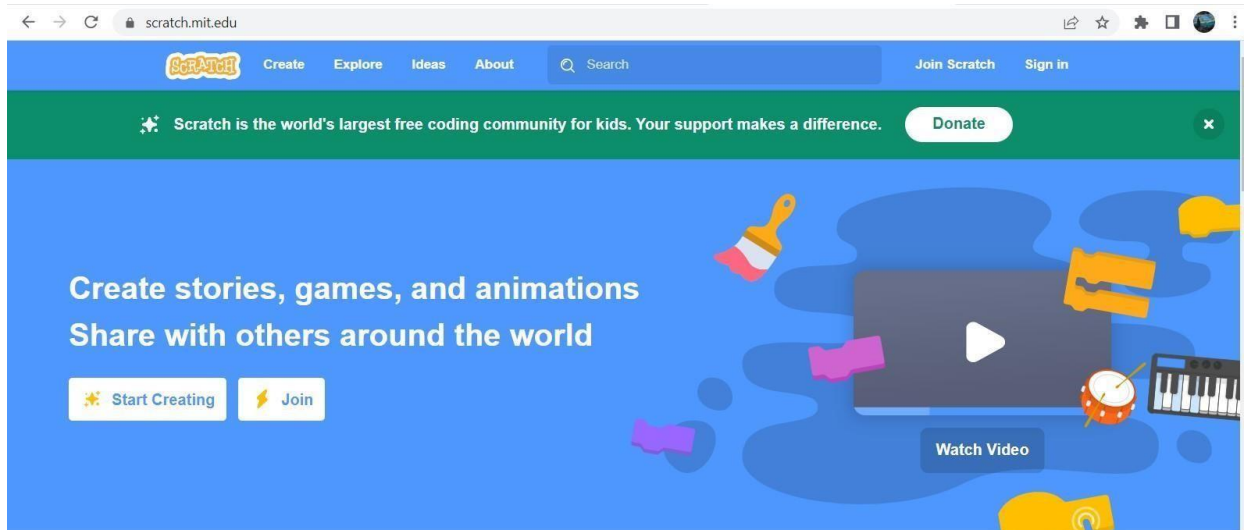 scratch.mit.edu
SCRATCH Create Explore Ideas About Search Join Scratch Sign in
Scratch is the world's largest free coding community for kids. Your support makes a difference. Donate
Create stories, games, and animations
Share with others around the world
Start Creating Join
Watch Video